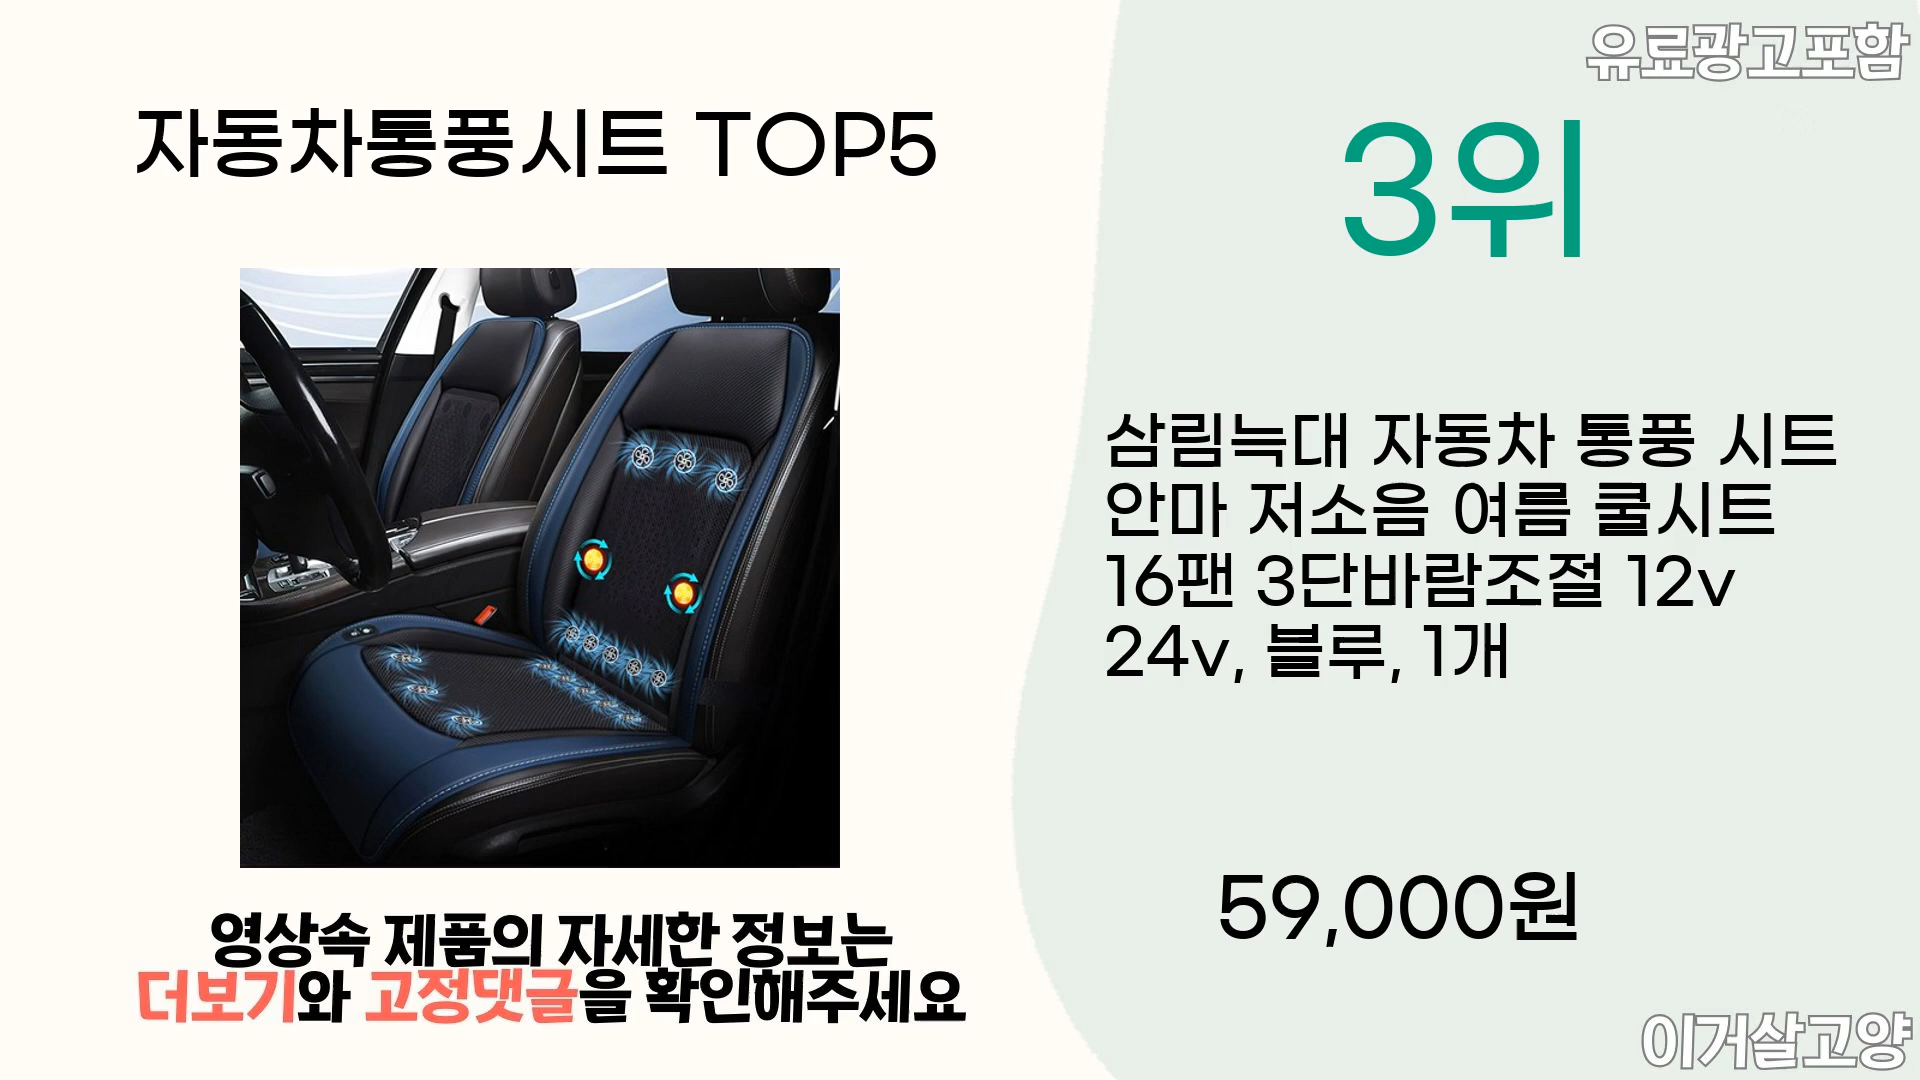 유료광고포함
자동차통풍시트 TOP5
3위
삼림늑대 자동차 통풍 시트
안마 저소음 여름 쿨시트
16팬 3단바람조절 12v
24v, 블루, 1개
59,000원
영상속 제품의 자세한 정보는
더보기와 고정댓글을 확인해주세요
이거살고양